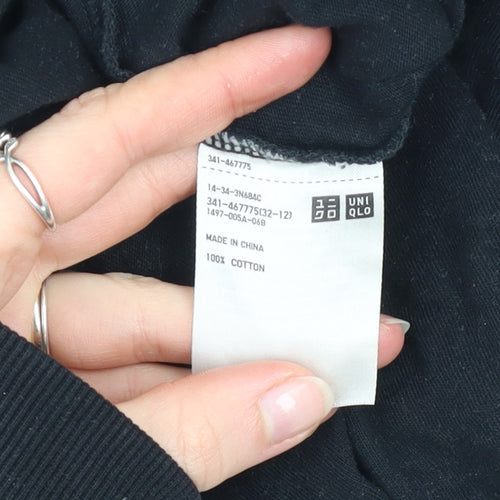 341-467775
14-34-3N684C
341-467775(32-12)
1497-005A-06B
ユニ UNI
クロ QLO
MADE IN CHINA
100% COTTON